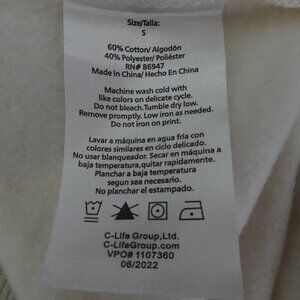 Size/Talla:
S
60% Cotton/ Algodón
40% Polyester/ Poliéster
RN# 86947
Made In China/ Hecho En China
Machine wash cold with
like colors on delicate cycle.
Do not bleach.Tumble dry low.
Remove promptly. Low iron as needed.
Do not iron on print.
Lavar a máquina en agua fría con
colores similares en ciclo delicado.
No usar blanqueador. Secar en máquina a
baja temperatura,quitar rapidamente.
Planchar a baja temperatura
segun sea necesario.
No planchar el estampado.
C-Life Group,Ltd.
C-LifeGroup.com
VPO# 1107360
06/2022